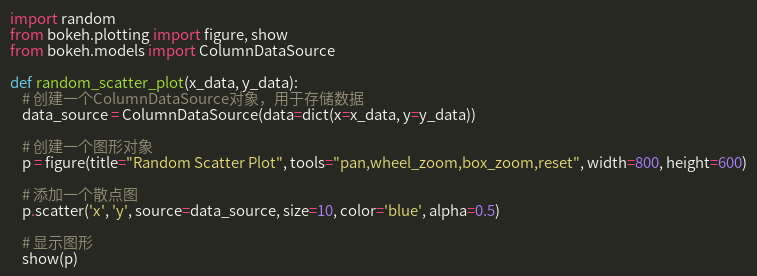 import random
from bokeh.plotting import figure, show
from bokeh.models import ColumnDataSource
def random_scatter_plot(x_data, y_data):
# 创建一个ColumnDataSource对象，用于存储数据
data_source = ColumnDataSource(data=dict(x=x_data, y=y_data))
# 创建一个图形对象
p = figure(title="Random Scatter Plot", tools="pan,wheel_zoom,box_zoom,reset", width=800, height=600)
# 添加一个散点图
p.scatter('x', 'y', source=data_source, size=10, color='blue', alpha=0.5)
# 显示图形
show(p)